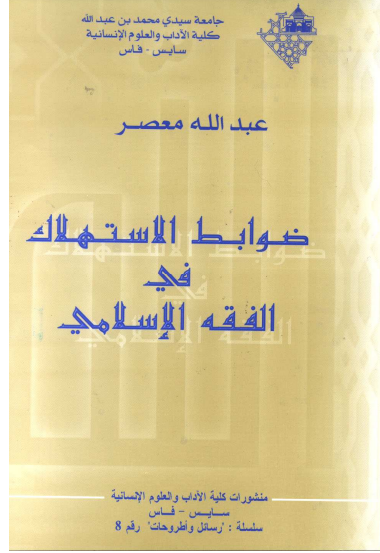 جامعة سيدي محمد بن عبد الله
كلية الآداب والعلوم الإنسانية
سايس - فاس
عبد الله معصر
ضوابط الاستهلاك
في
الفقه الإسلامي
منشورات كلية الآداب والعلوم الإنسانية
سايس - فاس
سلسلة : "رسائل وأطروحات" رقم 8